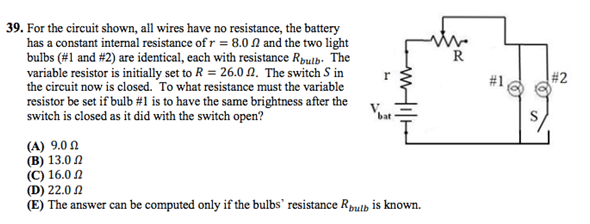 39. For the circuit shown, all wires have no resistance, the battery
has a constant internal resistance of r = 8.0 Ω and the two light
bulbs (#1 and #2) are identical, each with resistance Rbulb. The
variable resistor is initially set to R = 26.0 Ω. The switch S in
the circuit now is closed. To what resistance must the variable
resistor be set if bulb #1 is to have the same brightness after the
switch is closed as it did with the switch open?
(A) 9.0 Ω
(B) 13.0 Ω
(C) 16.0 Ω
(D) 22.0 Ω
(E) The answer can be computed only if the bulbs' resistance Rbulb is known.
R
r
#1
#2
Vbat
S